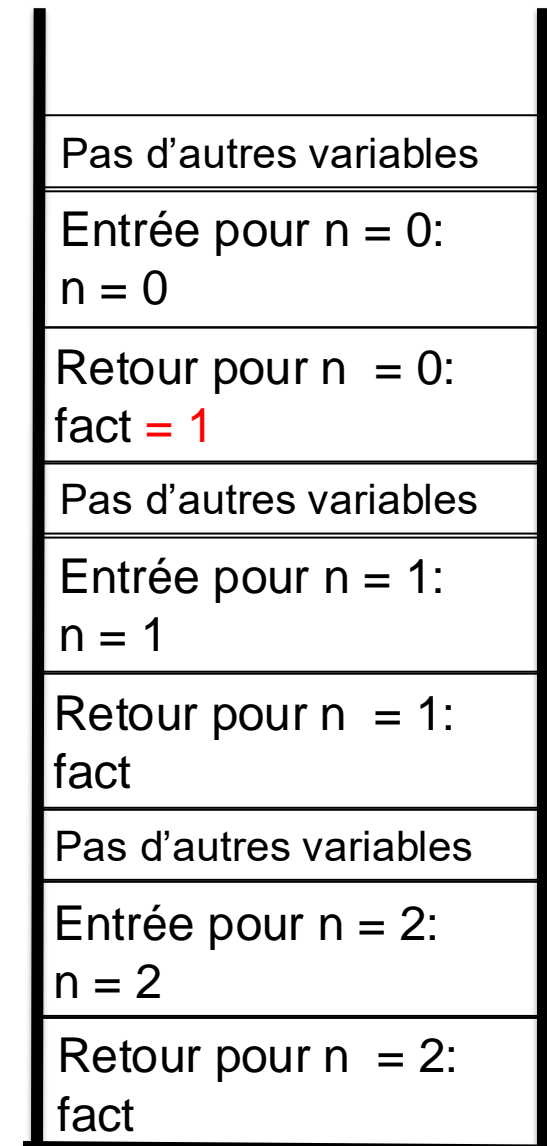 Pas d’autres variables
Entrée pour n = 0:
n = 0
Retour pour n = 0:
fact = 1
Pas d’autres variables
Entrée pour n = 1:
n = 1
Retour pour n = 1:
fact
Pas d’autres variables
Entrée pour n = 2:
n = 2
Retour pour n = 2:
fact